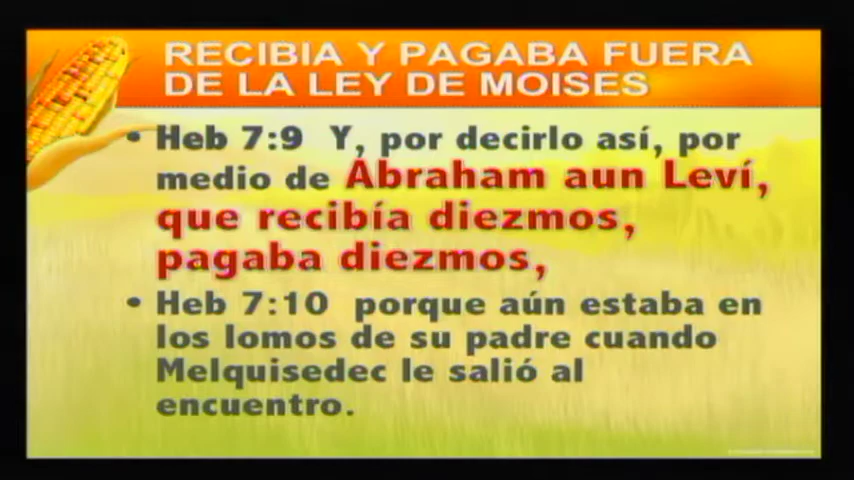 RECIBIA Y PAGABA FUERA
DE LA LEY DE MOISES
• Heb 7:9 Y, por decirlo así, por
medio de Abraham aun Leví,
que recibía diezmos,
pagaba diezmos,
• Heb 7:10 porque aún estaba en
los lomos de su padre cuando
Melquisedec le salió al
encuentro.